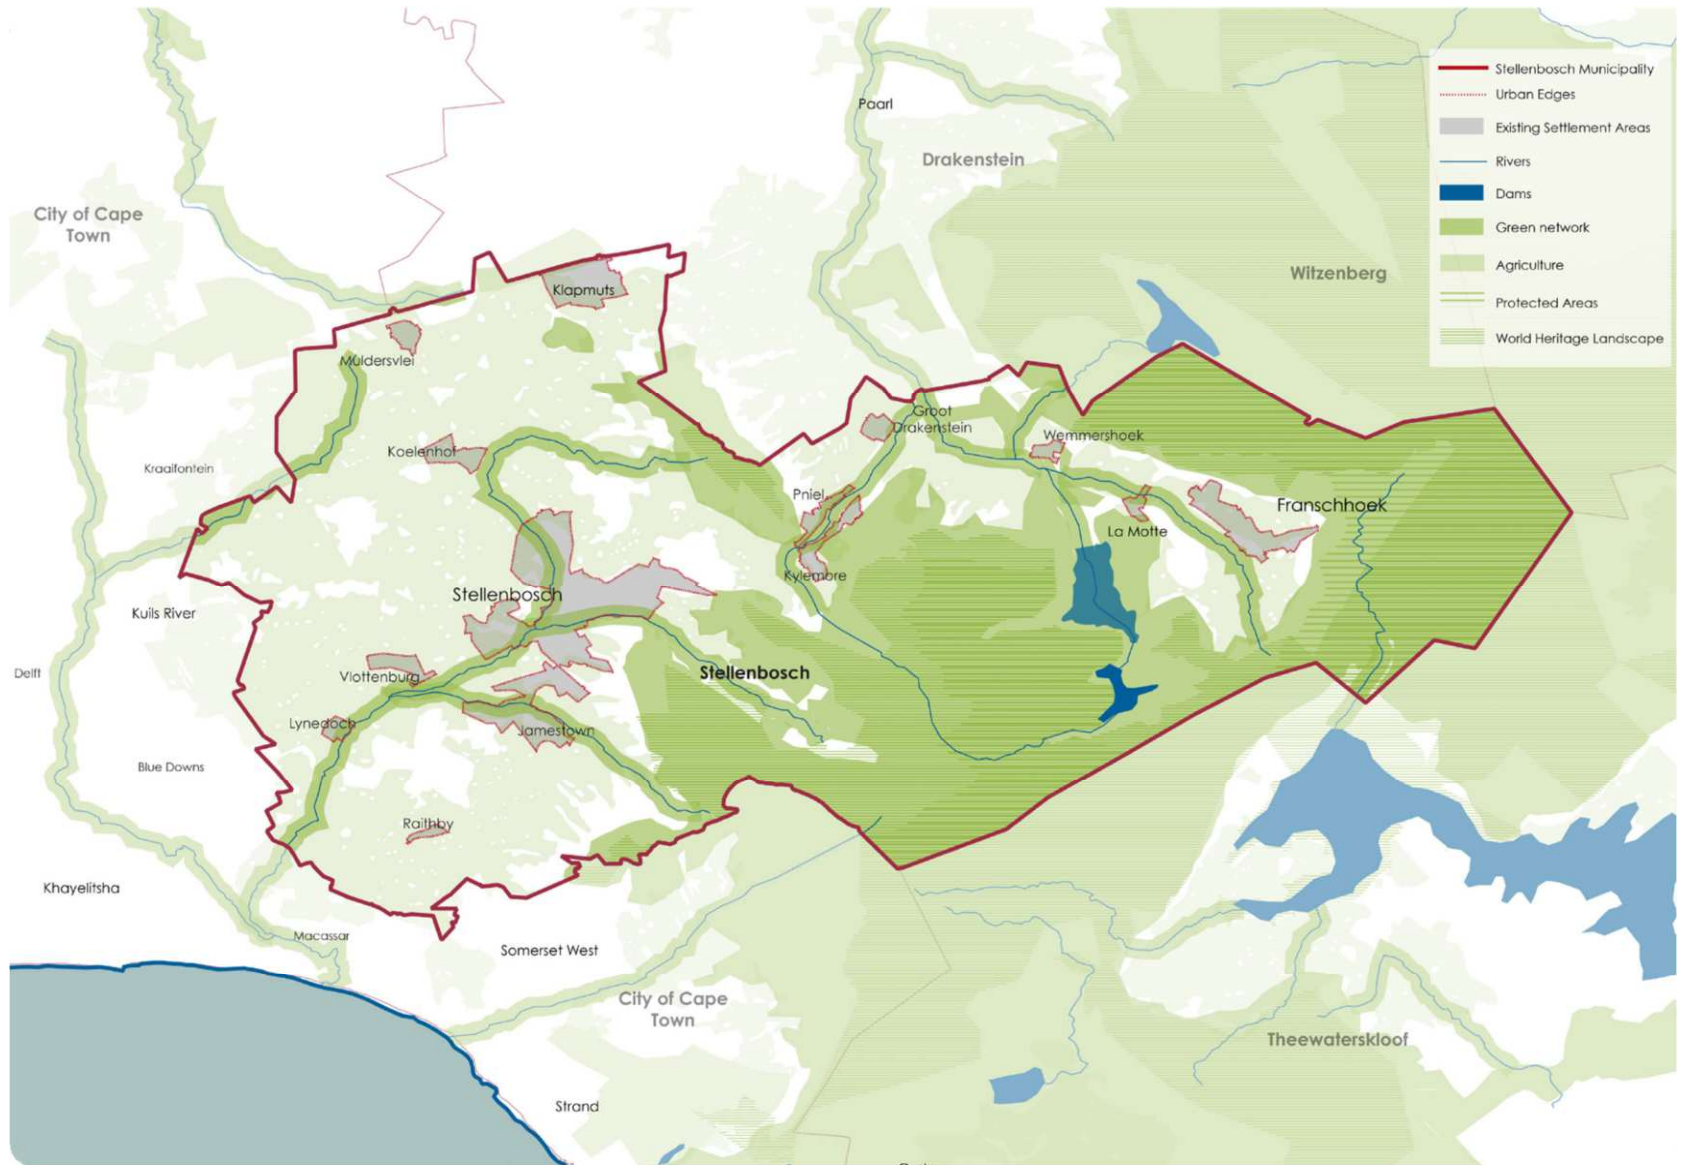 Stellenbosch Municipality
Urban Edges
Existing Settlement Areas
Rivers
Dams
Green network
Agriculture
Protected Areas
World Heritage Landscape
Paarl
Drakenstein
City of Cape
Town
Witzenberg
Klapmuts
Muldersvlei
Groot
Drakenstein
Wemmershoek
Koelenhof
Kraaifontein
Pniel
Franschhoek
La Motte
Kylemore
Stellenbosch
Kuils River
Delft
Vlottenburg
Stellenbosch
Lynedoch
Jamestown
Blue Downs
Raithby
Khayelitsha
Macassar
Somerset West
City of Cape
Town
Theewaterskloof
Strand